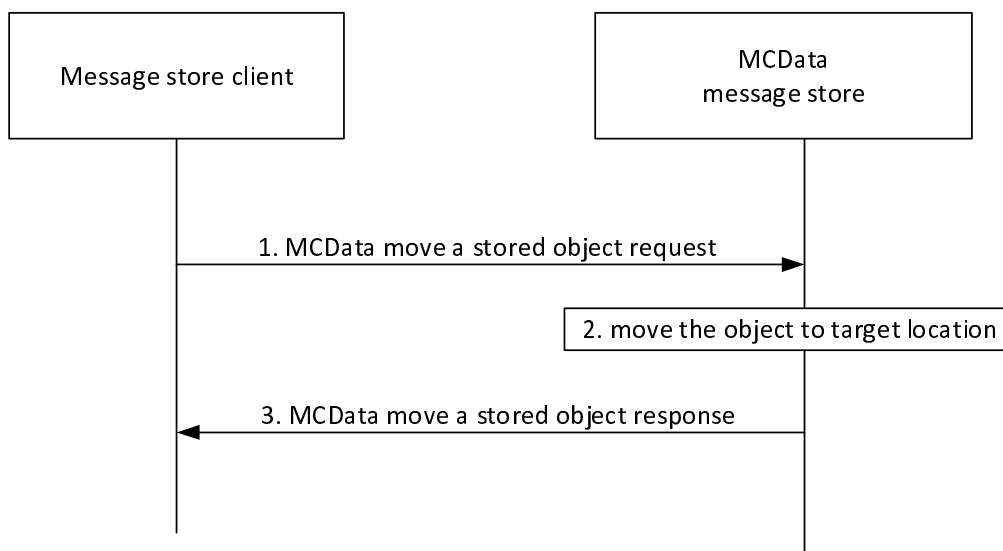 Message store client
MCData
message store
1. MCData move a stored object request
2. move the object to target location
3. MCData move a stored object response